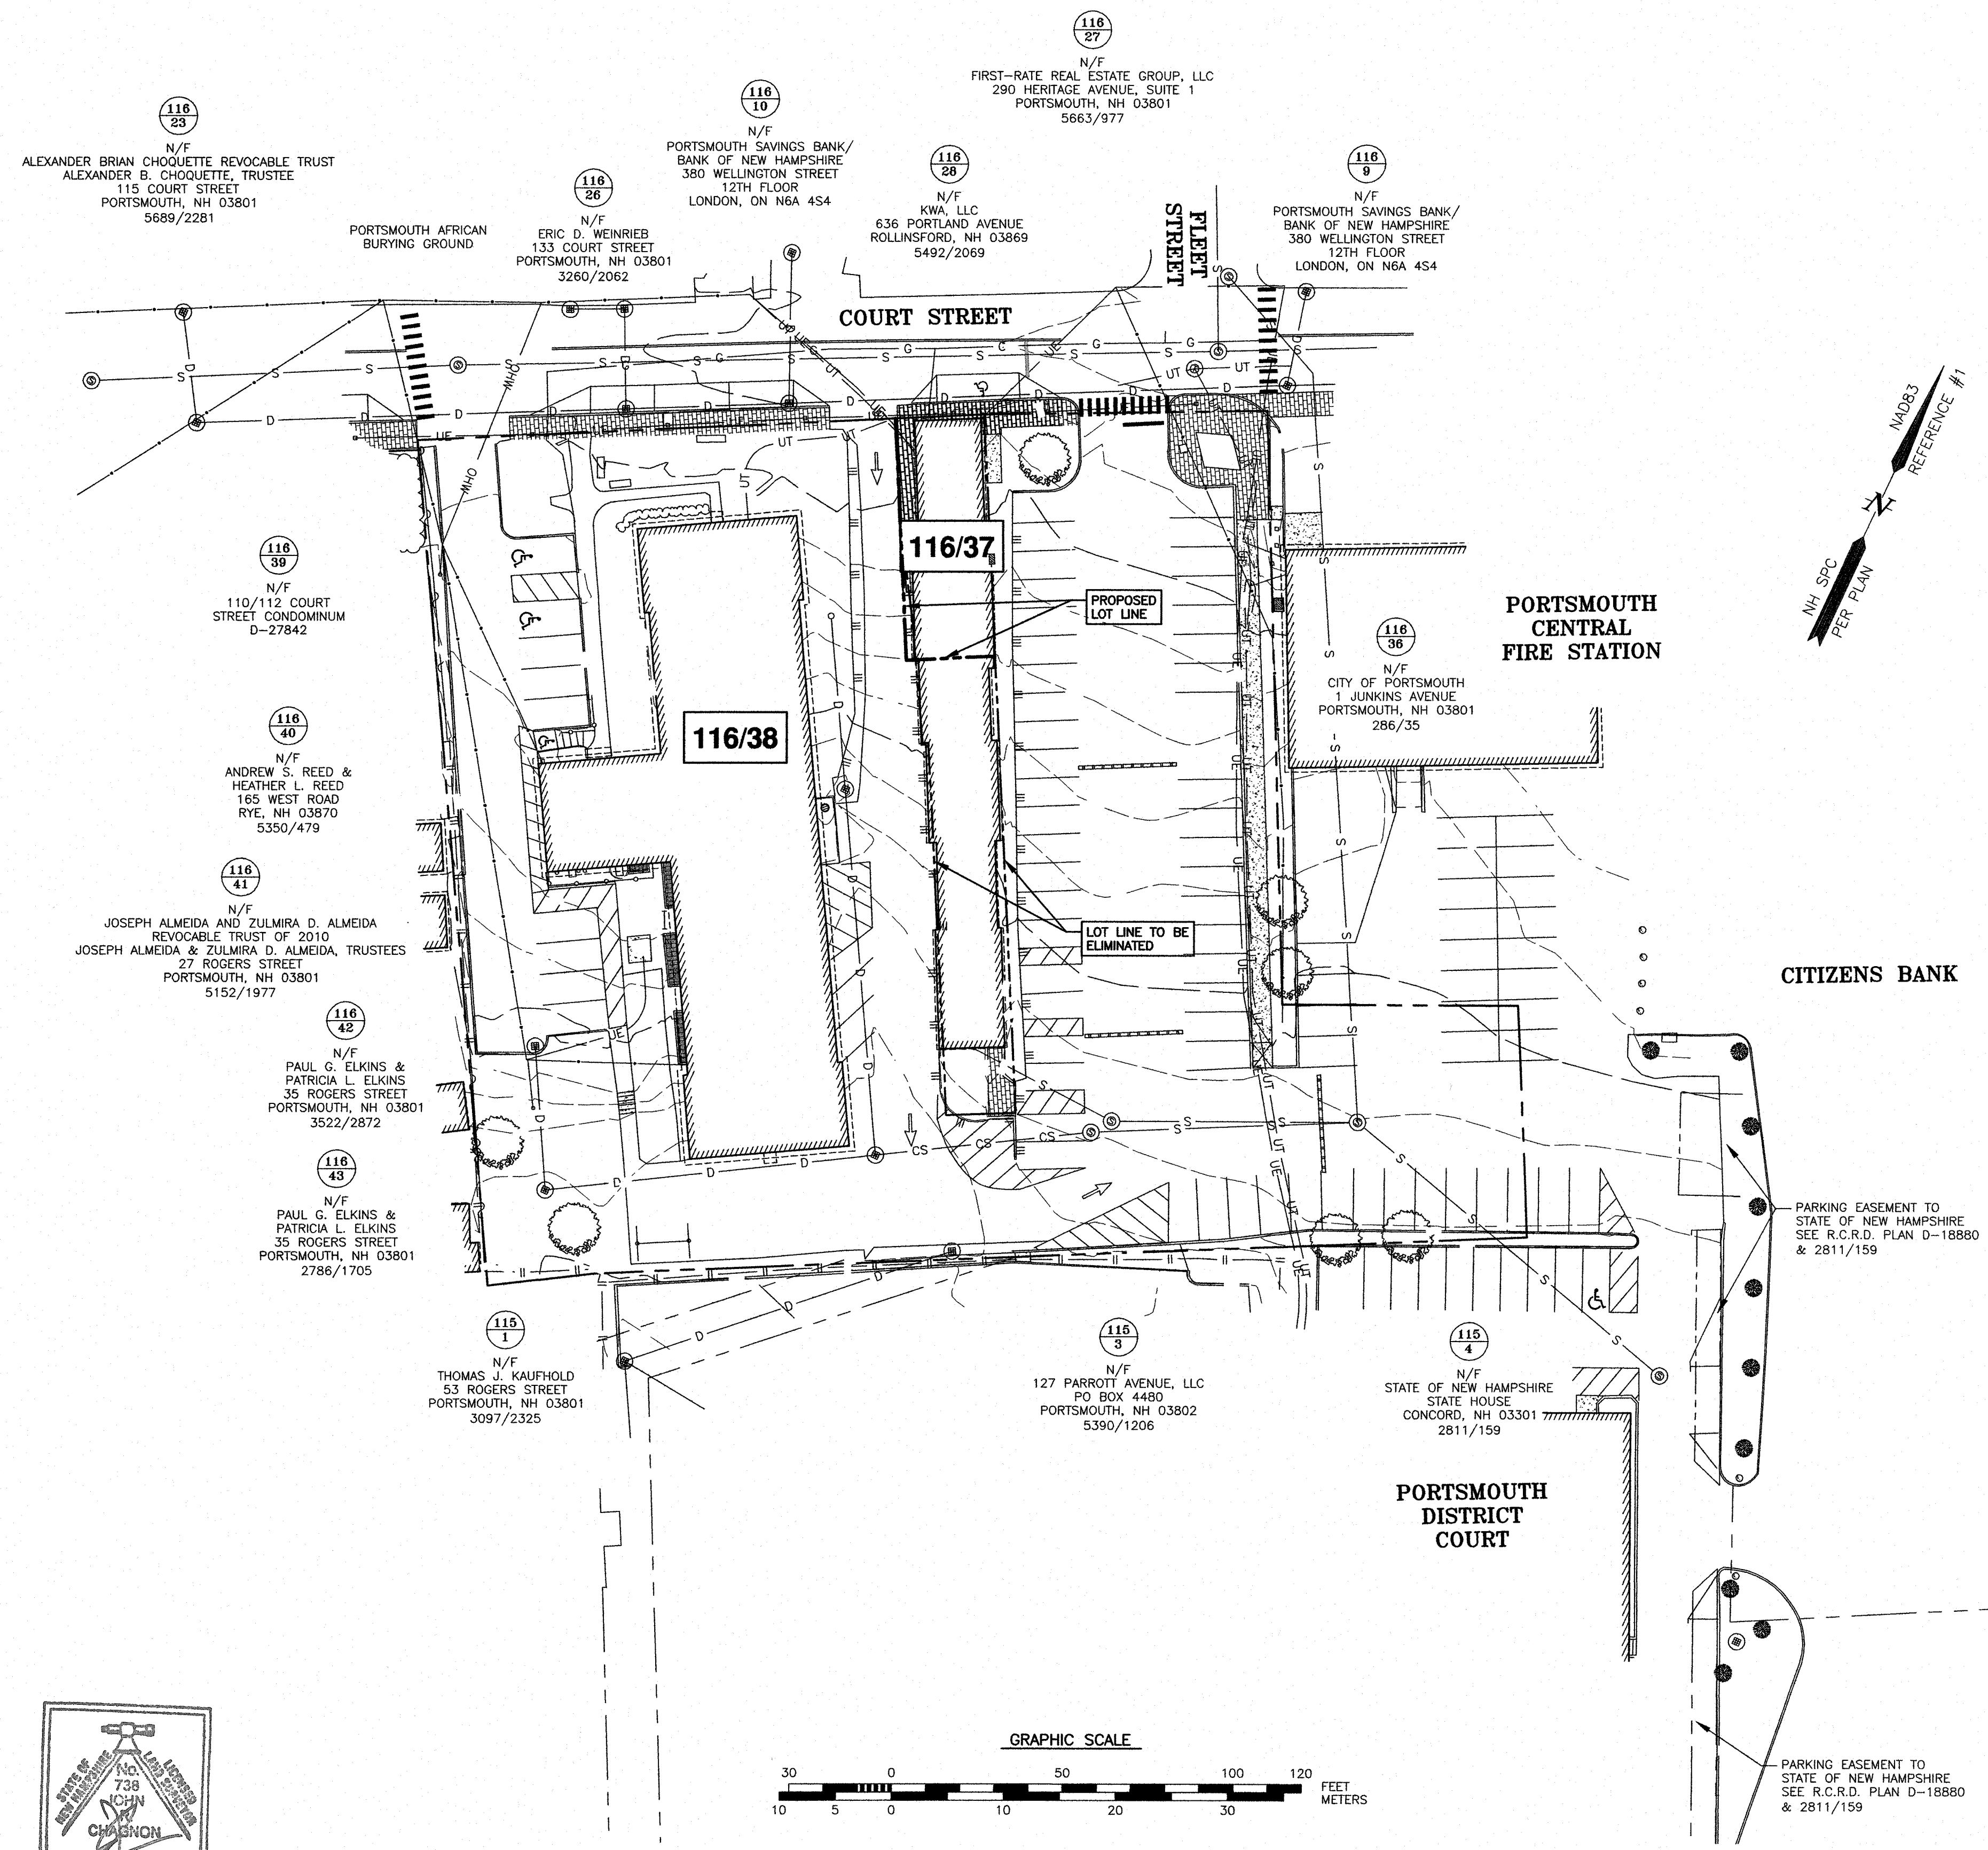 116
27
N/F
FIRST-RATE REAL ESTATE GROUP, LLC
290 HERITAGE AVENUE, SUITE 1
PORTSMOUTH, NH 03801
5663/977
116
23
N/F
ALEXANDER BRIAN CHOQUETTE REVOCABLE TRUST
ALEXANDER B. CHOQUETTE, TRUSTEE
115 COURT STREET
PORTSMOUTH, NH 03801
5689/2281
PORTSMOUTH AFRICAN
BURYING GROUND
116
26
N/F
ERIC D. WEINRIEB
133 COURT STREET
PORTSMOUTH, NH 03801
3260/2062
116
10
N/F
PORTSMOUTH SAVINGS BANK/
BANK OF NEW HAMPSHIRE
380 WELLINGTON STREET
12TH FLOOR
LONDON, ON N6A 4S4
116
28
N/F
KWA, LLC
636 PORTLAND AVENUE
ROLLINSFORD, NH 03869
5492/2069
FLEET
STREET
116
9
N/F
PORTSMOUTH SAVINGS BANK/
BANK OF NEW HAMPSHIRE
380 WELLINGTON STREET
12TH FLOOR
LONDON, ON N6A 4S4
COURT STREET
NAD83
REFERENCE #1
N
NH SPC
PER PLAN
116/37
PROPOSED
LOT LINE
116/38
LOT LINE TO BE
ELIMINATED
PORTSMOUTH
CENTRAL
FIRE STATION
116
36
N/F
CITY OF PORTSMOUTH
1 JUNKINS AVENUE
PORTSMOUTH, NH 03801
286/35
116
39
N/F
110/112 COURT
STREET CONDOMINUM
D-27842
116
40
N/F
ANDREW S. REED &
HEATHER L. REED
165 WEST ROAD
RYE, NH 03870
5350/479
116
41
N/F
JOSEPH ALMEIDA AND ZULMIRA D. ALMEIDA
REVOCABLE TRUST OF 2010
JOSEPH ALMEIDA & ZULMIRA D. ALMEIDA, TRUSTEES
27 ROGERS STREET
PORTSMOUTH, NH 03801
5152/1977
116
42
N/F
PAUL G. ELKINS &
PATRICIA L. ELKINS
35 ROGERS STREET
PORTSMOUTH, NH 03801
3522/2872
116
43
N/F
PAUL G. ELKINS &
PATRICIA L. ELKINS
35 ROGERS STREET
PORTSMOUTH, NH 03801
2786/1705
CITIZENS BANK
PARKING EASEMENT TO
STATE OF NEW HAMPSHIRE
SEE R.C.R.D. PLAN D-18880
& 2811/159
115
1
N/F
THOMAS J. KAUFHOLD
53 ROGERS STREET
PORTSMOUTH, NH 03801
3097/2325
115
3
N/F
127 PARROTT AVENUE, LLC
PO BOX 4480
PORTSMOUTH, NH 03802
5390/1206
115
4
N/F
STATE OF NEW HAMPSHIRE
STATE HOUSE
CONCORD, NH 03301
2811/159
PORTSMOUTH
DISTRICT
COURT
PARKING EASEMENT TO
STATE OF NEW HAMPSHIRE
SEE R.C.R.D. PLAN D-18880
& 2811/159
GRAPHIC SCALE
30 0 50 100 120
FEET
METERS
10 5 0 10 20 30
STATE OF
NEW HAMPSHIRE
LICENSED
LAND SURVEYOR
No.
738
JOHN
CHAGNON